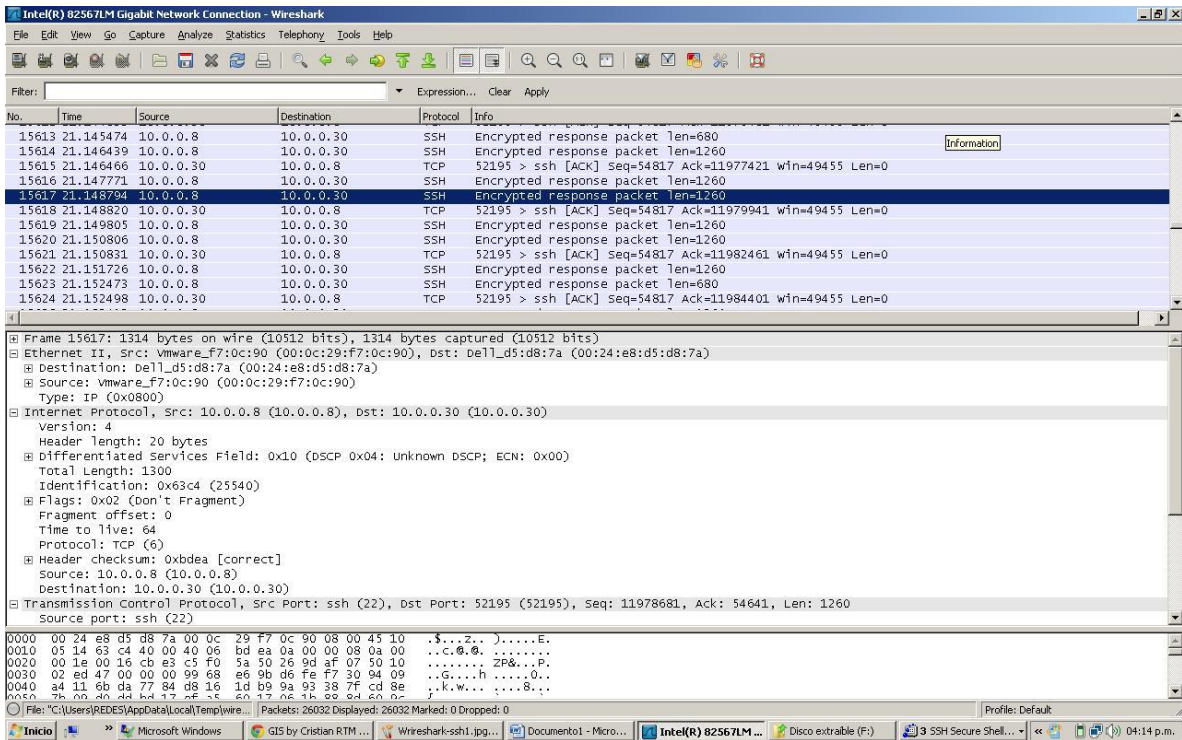 Intel(R) 82567LM Gigabit Network Connection - Wireshark
File Edit View Go Capture Analyze Statistics Telephony Tools Help
Filter: Expression... Clear Apply
No. Time Source Destination Protocol Info
15613 21.145474 10.0.0.8 10.0.0.30 SSH Encrypted response packet len=680
Information
15614 21.146439 10.0.0.8 10.0.0.30 SSH Encrypted response packet len=1260
15615 21.146466 10.0.0.30 10.0.0.8 TCP 52195 > ssh [ACK] Seq=54817 Ack=11977421 Win=49455 Len=0
15616 21.147771 10.0.0.8 10.0.0.30 SSH Encrypted response packet len=1260
15617 21.148794 10.0.0.8 10.0.0.30 SSH Encrypted response packet len=1260
15618 21.148820 10.0.0.30 10.0.0.8 TCP 52195 > ssh [ACK] Seq=54817 Ack=11979941 Win=49455 Len=0
15619 21.149805 10.0.0.8 10.0.0.30 SSH Encrypted response packet len=1260
15620 21.150806 10.0.0.8 10.0.0.30 SSH Encrypted response packet len=1260
15621 21.150831 10.0.0.30 10.0.0.8 TCP 52195 > ssh [ACK] Seq=54817 Ack=11982461 Win=49455 Len=0
15622 21.151726 10.0.0.8 10.0.0.30 SSH Encrypted response packet len=1260
15623 21.152473 10.0.0.8 10.0.0.30 SSH Encrypted response packet len=680
15624 21.152498 10.0.0.30 10.0.0.8 TCP 52195 > ssh [ACK] Seq=54817 Ack=11984401 Win=49455 Len=0
Frame 15617: 1314 bytes on wire (10512 bits), 1314 bytes captured (10512 bits)
Ethernet II, Src: Vmware_f7:0c:90 (00:0c:29:f7:0c:90), Dst: Dell_d5:d8:7a (00:24:e8:d5:d8:7a)
Destination: Dell_d5:d8:7a (00:24:e8:d5:d8:7a)
Source: Vmware_f7:0c:90 (00:0c:29:f7:0c:90)
Type: IP (0x0800)
Internet Protocol, Src: 10.0.0.8 (10.0.0.8), Dst: 10.0.0.30 (10.0.0.30)
Version: 4
Header length: 20 bytes
Differentiated Services Field: 0x10 (DSCP 0x04: Unknown DSCP; ECN: 0x00)
Total Length: 1300
Identification: 0x63c4 (25540)
Flags: 0x02 (Don't Fragment)
Fragment offset: 0
Time to live: 64
Protocol: TCP (6)
Header checksum: 0xbdea [correct]
Source: 10.0.0.8 (10.0.0.8)
Destination: 10.0.0.30 (10.0.0.30)
Transmission Control Protocol, Src Port: ssh (22), Dst Port: 52195 (52195), Seq: 11978681, Ack: 54641, Len: 1260
Source port: ssh (22)
0000 00 24 e8 d5 d8 7a 00 0c 29 f7 0c 90 08 00 45 10 .$...z.. ).....E.
0010 05 14 63 c4 40 00 40 06 bd ea 0a 00 00 08 0a 00 ..c.@.@. ........
0020 00 1e 00 16 cb e3 c5 f0 5a 50 26 9d af 07 50 10 ........ ZP&...P.
0030 02 ed 47 00 00 00 99 68 e6 9b d6 fe f7 30 94 09 ..G....h .....0..
0040 a4 11 6b da 77 84 d8 16 1d b9 9a 93 38 7f cd 8e ..k.w... ....8...
File: "C:\Users\REDES\AppData\Local\Temp\wire... Packets: 26032 Displayed: 26032 Marked: 0 Dropped: 0 Profile: Default
Inicio » Microsoft Windows GIS by Cristian RTM ... Wireshark-ssh1.jpg... Documento1 - Micro... Intel(R) 82567LM ... Disco extraible (F:) 3 SSH Secure Shell... « 04:14 p.m.